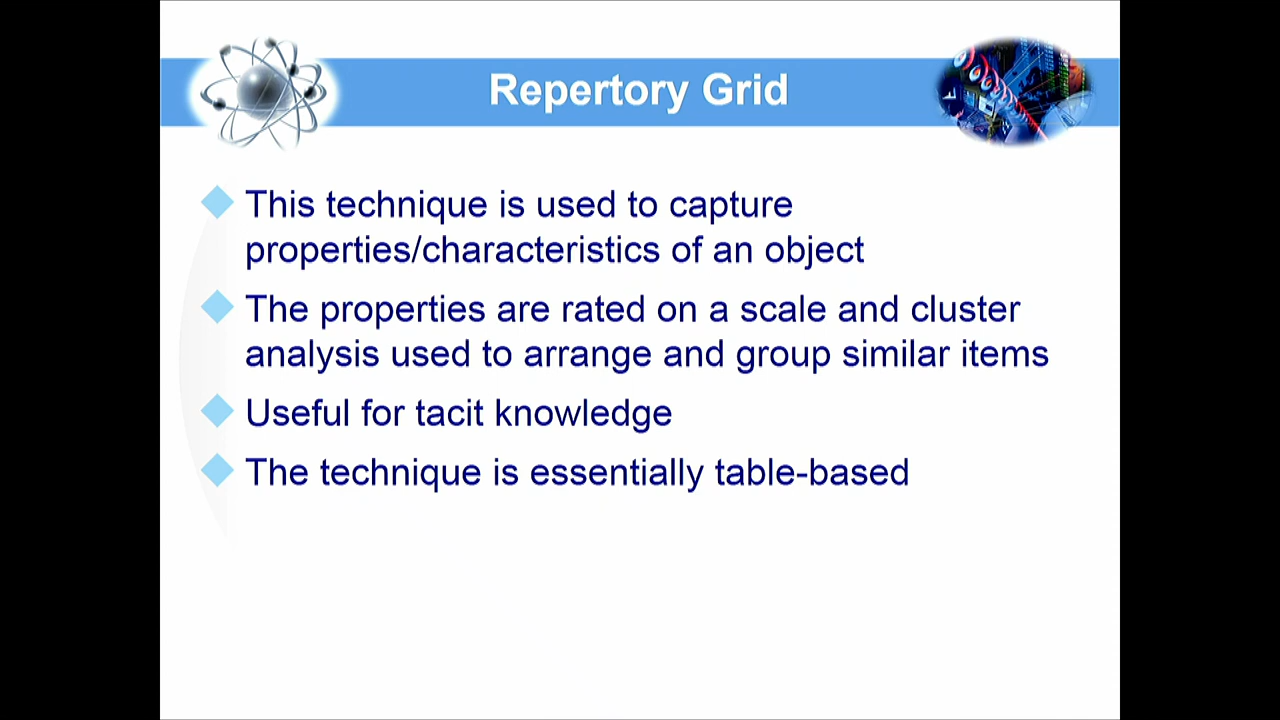 Repertory Grid
This technique is used to capture
properties/characteristics of an object
The properties are rated on a scale and cluster
analysis used to arrange and group similar items
Useful for tacit knowledge
The technique is essentially table-based